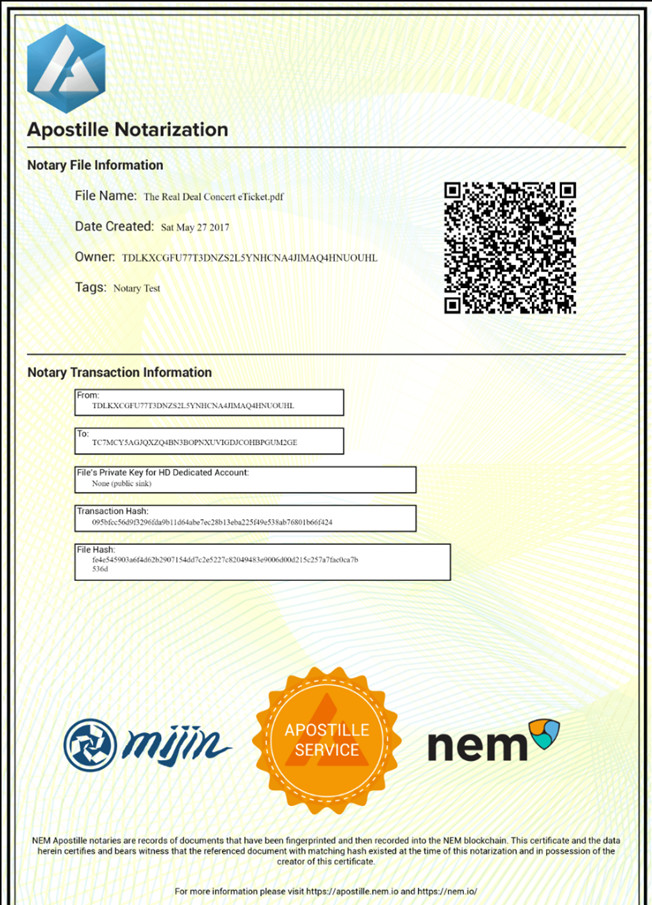 Apostille Notarization
Notary File Information
File Name: The Real Deal Concert eTicket.pdf
Date Created: Sat May 27 2017
Owner: TDLKXCGFU77T3DNZS2L5YNHCNA4JIMAQ4HNUOUHL
Tags: Notary Test
Notary Transaction Information
From:
TDLKXCGFU77T3DNZS2L5YNHCNA4JIMAQ4HNUOUHL
To:
TC7MCY5AGJQXZQ4BN3BOPNXUVIGDJCOHBPGUM2GE
File's Private Key for HD Dedicated Account:
None (public sink)
Transaction Hash:
095bfcc56d9f3296fda9b11d64abe7ec28b13eba225f49e538ab76801b66f424
File Hash:
fe4e545903a6f4d62b2907154dd7c2e5227c82049483e9006d00d215c257a7fac0ca7b
536d
mijin
APOSTILLE
SERVICE
nem
NEM Apostille notaries are records of documents that have been fingerprinted and then recorded into the NEM blockchain. This certificate and the data
herein certifies and bears witness that the referenced document with matching hash existed at the time of this notarization and in possession of the
creator of this certificate.
For more information please visit https://apostille.nem.io and https://nem.io/